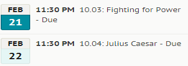 FEB 11:30 PM 10.03: Fighting for Power
21 - Due
FEB 11:30 PM 10.04: Julius Caesar - Due
22